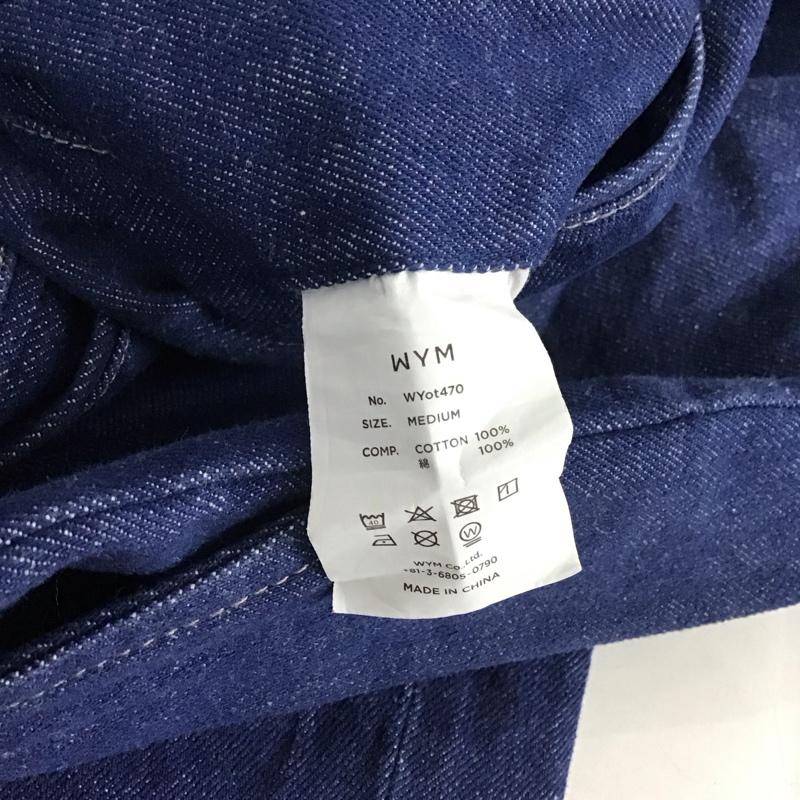 WYM
No. WYot470
SIZE. MEDIUM
COMP. COTTON 100%
綿 100%
40
W
WYM Co.,Ltd.
+81-3-6805-0790
MADE IN CHINA